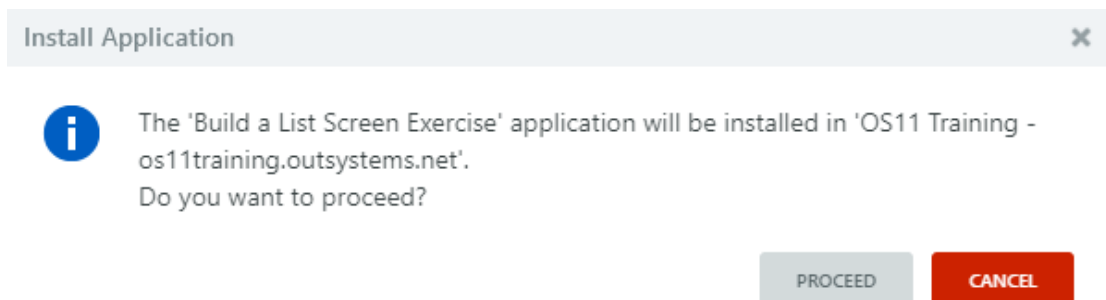 Install Application
The 'Build a List Screen Exercise' application will be installed in 'OS11 Training -
os11training.outsystems.net'.
Do you want to proceed?
PROCEED
CANCEL